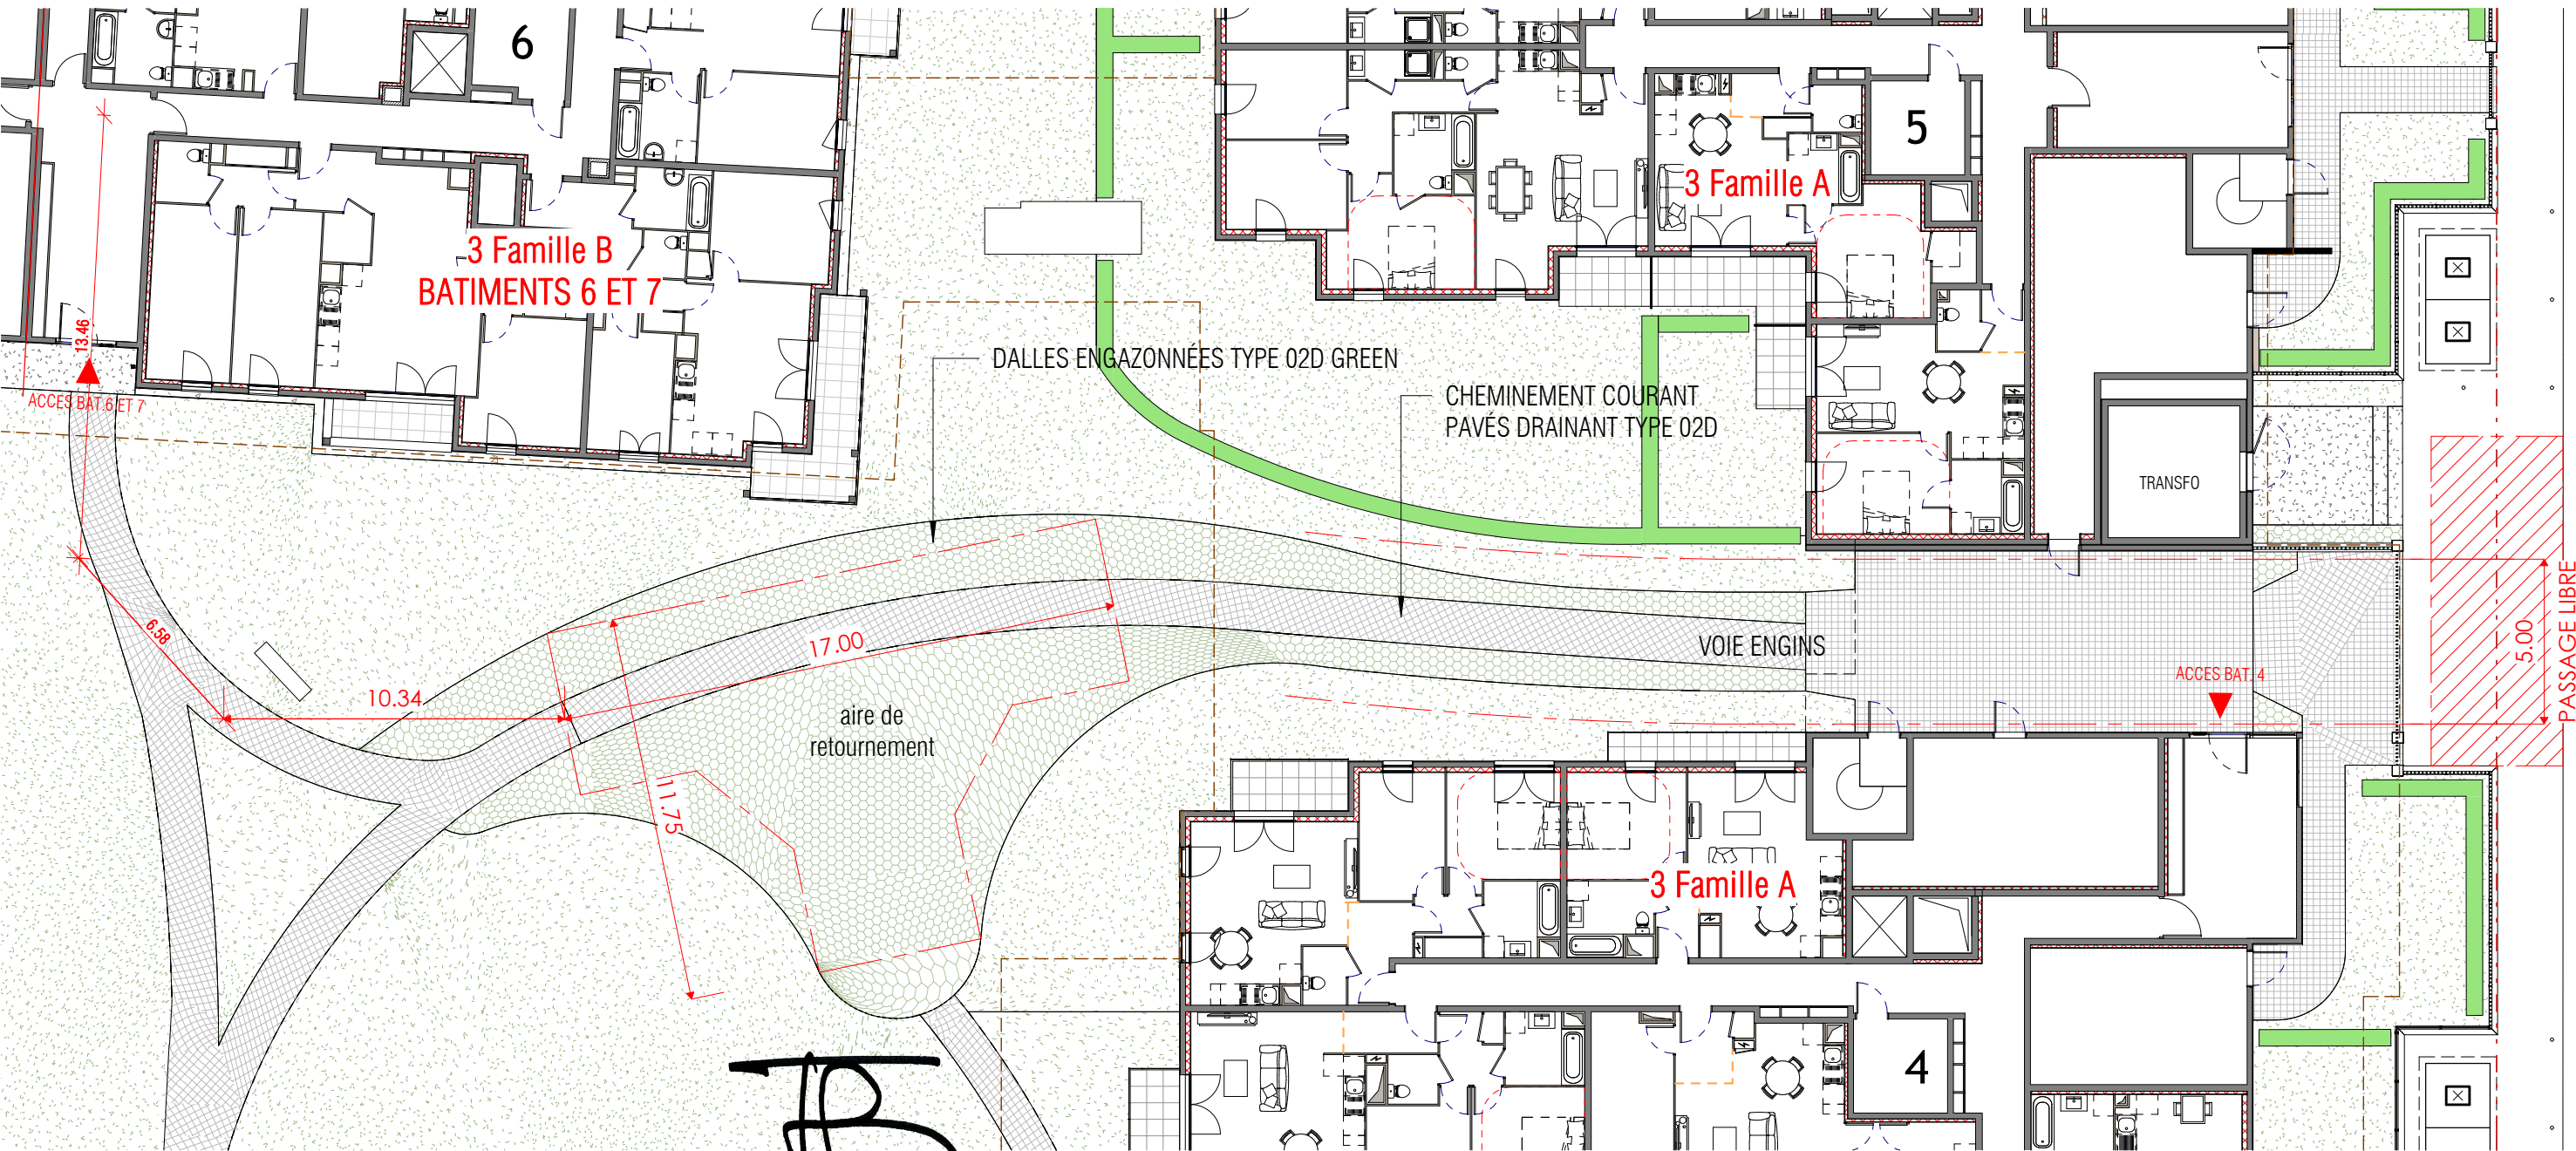 6
5
3 Famille A
3 Famille B
BATIMENTS 6 ET 7
13.46
ACCES BAT.6 ET 7
DALLES ENGAZONNÉES TYPE 02D GREEN
CHEMINEMENT COURANT
PAVÉS DRAINANT TYPE 02D
TRANSFO
6.58
17.00
VOIE ENGINS
5.00
PASSAGE LIBRE
ACCES BAT. 4
10.34
aire de
retournement
11.75
3 Famille A
4